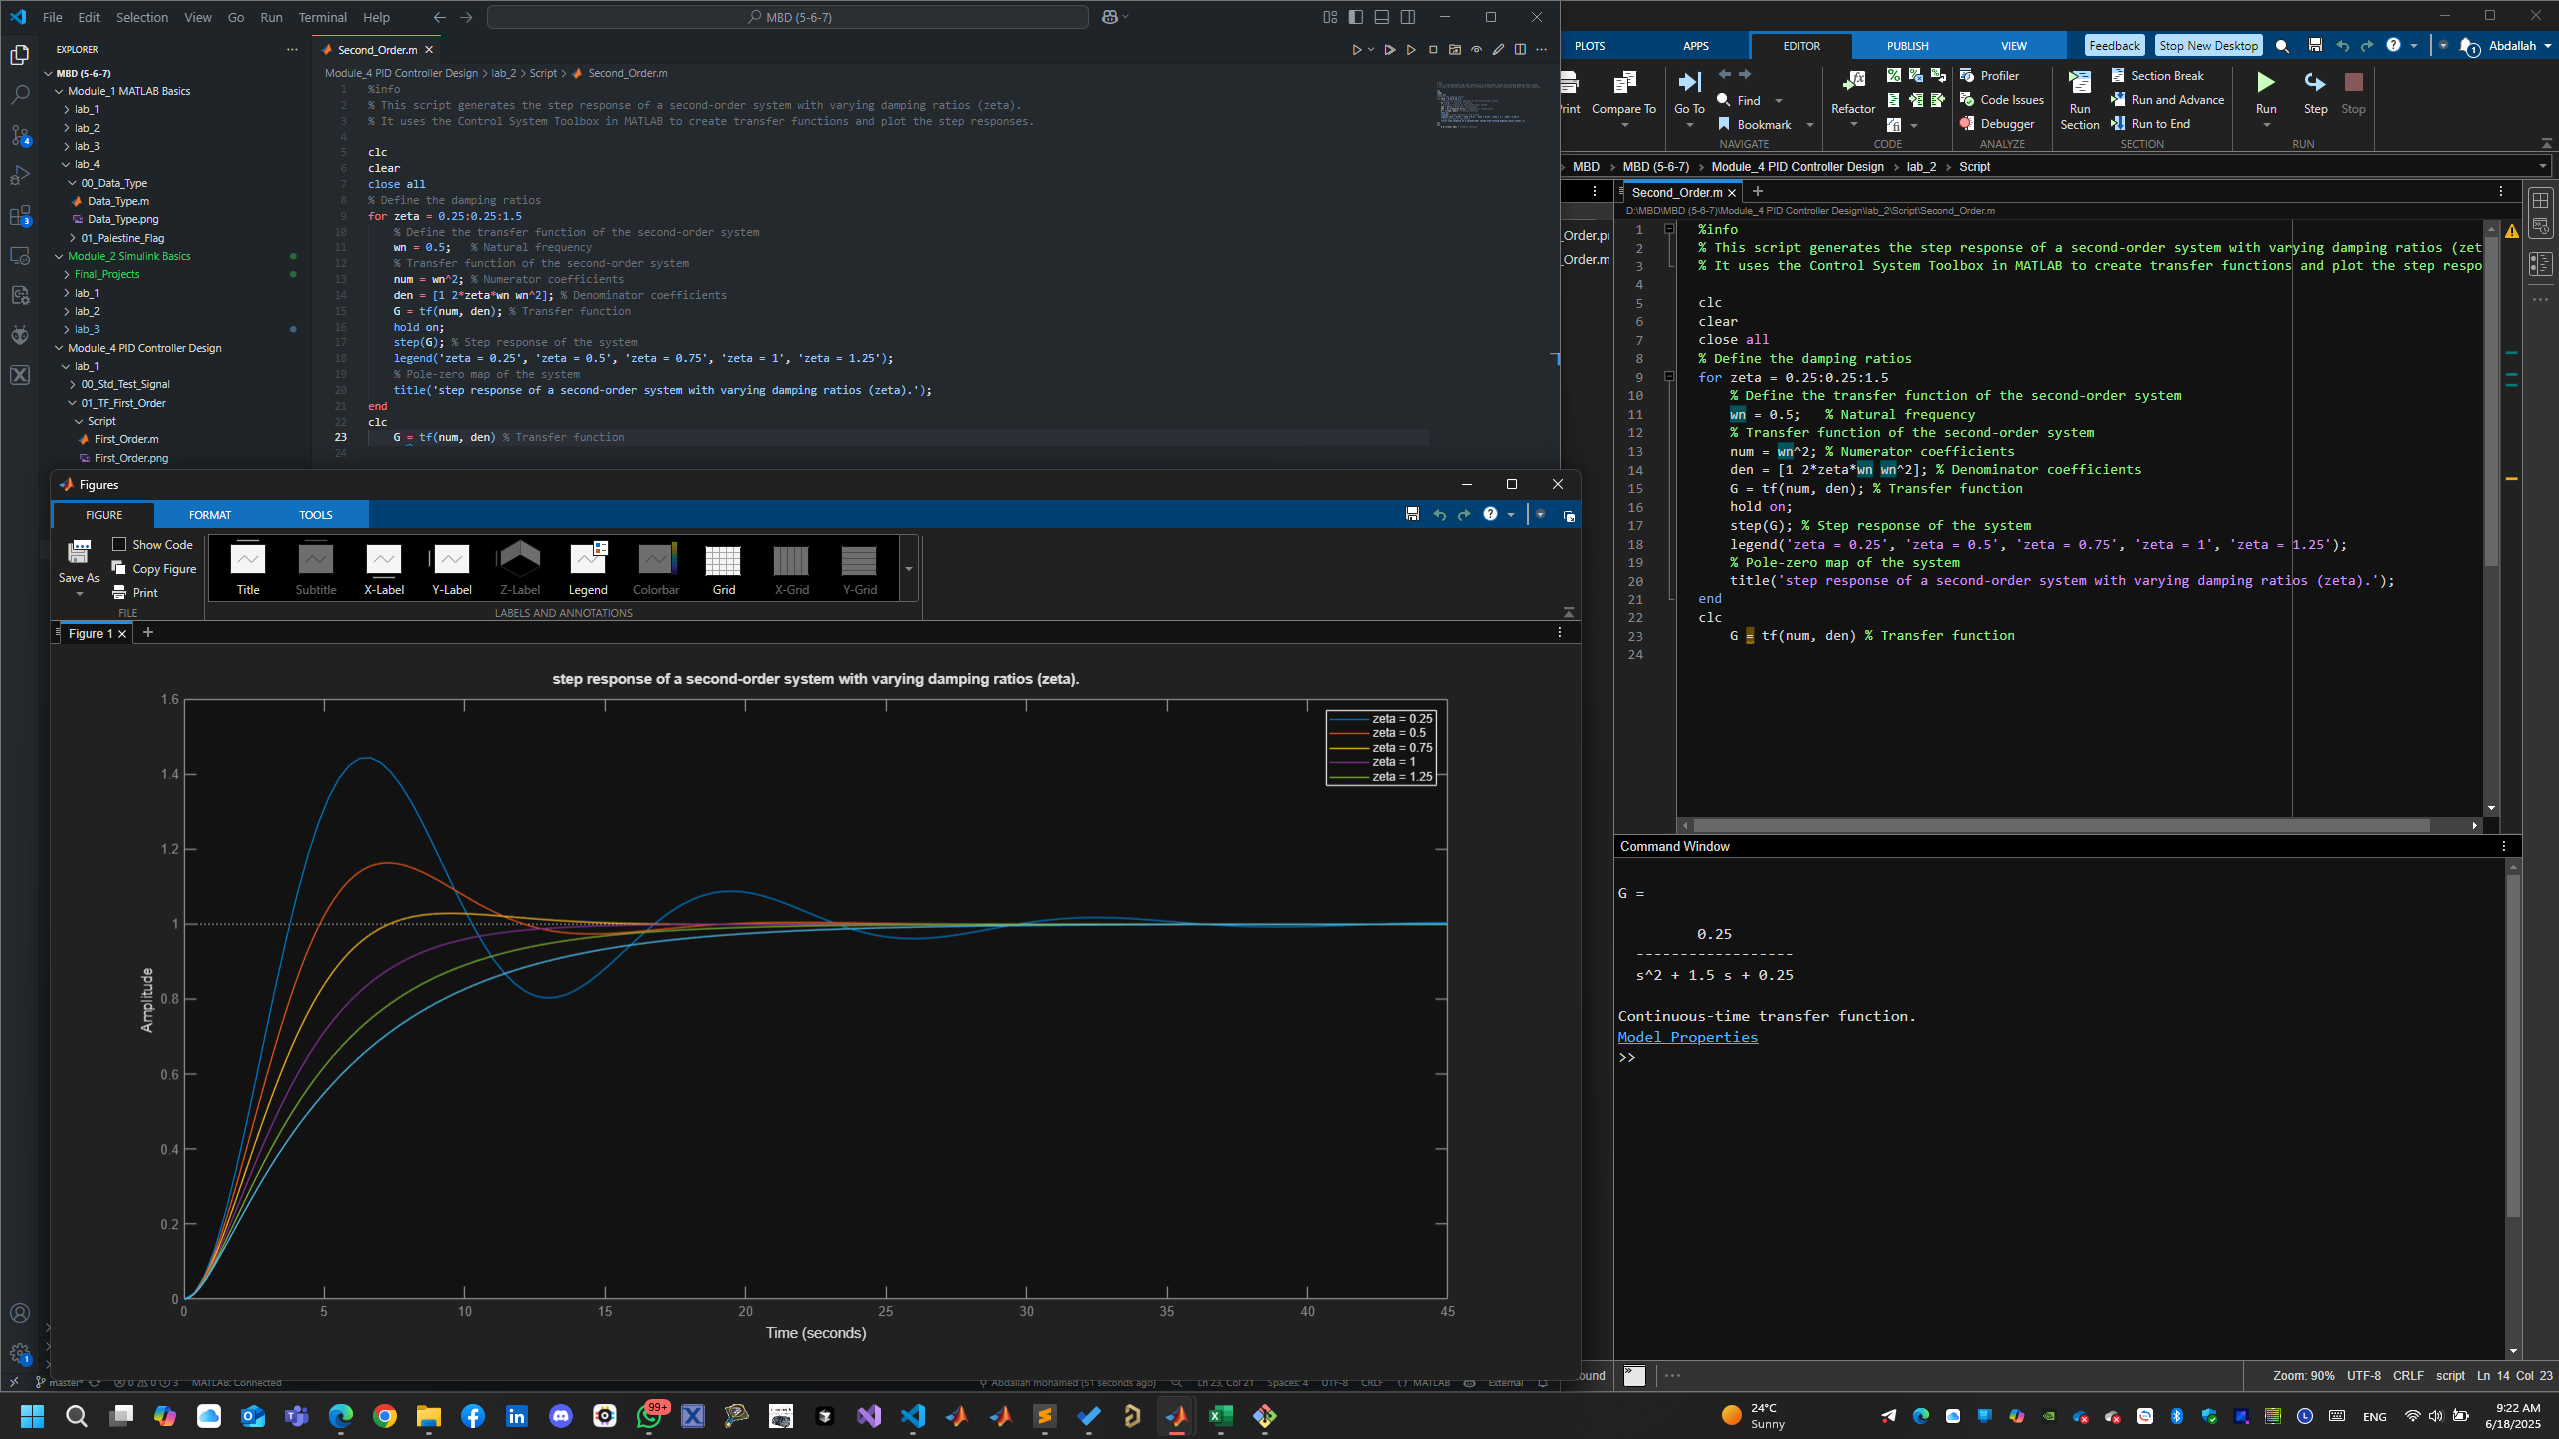 File Edit Selection View Go Run Terminal Help
MBD (5-6-7)
EXPLORER
MBD (5-6-7)
Module_1 MATLAB Basics
lab_1
lab_2
lab_3
lab_4
00_Data_Type
Data_Type.m
Data_Type.png
01_Palestine_Flag
Module_2 Simulink Basics
Final_Projects
lab_1
lab_2
lab_3
Module_4 PID Controller Design
lab_1
00_Std_Test_Signal
01_TF_First_Order
Script
First_Order.m
First_Order.png
4
3
1
Second_Order.m
Module_4 PID Controller Design > lab_2 > Script > Second_Order.m
1 %info
2 % This script generates the step response of a second-order system with varying damping ratios (zeta).
3 % It uses the Control System Toolbox in MATLAB to create transfer functions and plot the step responses.
4
5 clc
6 clear
7 close all
8 % Define the damping ratios
9 for zeta = 0.25:0.25:1.5
10 % Define the transfer function of the second-order system
11 wn = 0.5; % Natural frequency
12 % Transfer function of the second-order system
13 num = wn^2; % Numerator coefficients
14 den = [1 2*zeta*wn wn^2]; % Denominator coefficients
15 G = tf(num, den); % Transfer function
16 hold on;
17 step(G); % Step response of the system
18 legend('zeta = 0.25', 'zeta = 0.5', 'zeta = 0.75', 'zeta = 1', 'zeta = 1.25');
19 % Pole-zero map of the system
20 title('step response of a second-order system with varying damping ratios (zeta).');
21 end
22 clc
23 G = tf(num, den) % Transfer function
24
Figures
FIGURE FORMAT TOOLS
Save As
Show Code
Copy Figure
Print
FILE
Title Subtitle X-Label Y-Label Z-Label Legend Colorbar Grid X-Grid Y-Grid
LABELS AND ANNOTATIONS
Figure 1
step response of a second-order system with varying damping ratios (zeta).
zeta = 0.25
zeta = 0.5
zeta = 0.75
zeta = 1
zeta = 1.25
1.6
1.4
1.2
1
0.8
0.6
0.4
0.2
0
Amplitude
0 5 10 15 20 25 30 35 40 45
Time (seconds)
master* 0 0 3 MATLAB: Connected
Abdallah mohamed (51 seconds ago) Ln 23, Col 21 Spaces: 4 UTF-8 CRLF MATLAB External
PLOTS APPS EDITOR PUBLISH VIEW
Feedback Stop New Desktop 1 Abdallah
Compare To
Go To
Find
Bookmark
NAVIGATE
Refactor
CODE
Profiler
Code Issues
Debugger
ANALYZE
Run Section
Section Break
Run and Advance
Run to End
SECTION
Run Step Stop
RUN
MBD > MBD (5-6-7) > Module_4 PID Controller Design > lab_2 > Script
Second_Order.m
D:\MBD\MBD (5-6-7)\Module_4 PID Controller Design\lab_2\Script\Second_Order.m
_Order.m
1 %info
2 % This script generates the step response of a second-order system with varying damping ratios (zet
3 % It uses the Control System Toolbox in MATLAB to create transfer functions and plot the step respo
4
5 clc
6 clear
7 close all
8 % Define the damping ratios
9 for zeta = 0.25:0.25:1.5
10 % Define the transfer function of the second-order system
11 wn = 0.5; % Natural frequency
12 % Transfer function of the second-order system
13 num = wn^2; % Numerator coefficients
14 den = [1 2*zeta*wn wn^2]; % Denominator coefficients
15 G = tf(num, den); % Transfer function
16 hold on;
17 step(G); % Step response of the system
18 legend('zeta = 0.25', 'zeta = 0.5', 'zeta = 0.75', 'zeta = 1', 'zeta = 1.25');
19 % Pole-zero map of the system
20 title('step response of a second-order system with varying damping ratios (zeta).');
21 end
22 clc
23 G = tf(num, den) % Transfer function
24
Command Window
G =
0.25
------------------
s^2 + 1.5 s + 0.25
Continuous-time transfer function.
Model Properties
>>
Zoom: 90% UTF-8 CRLF script Ln 14 Col 23
99+
24°C
Sunny
ENG
9:22 AM
6/18/2025